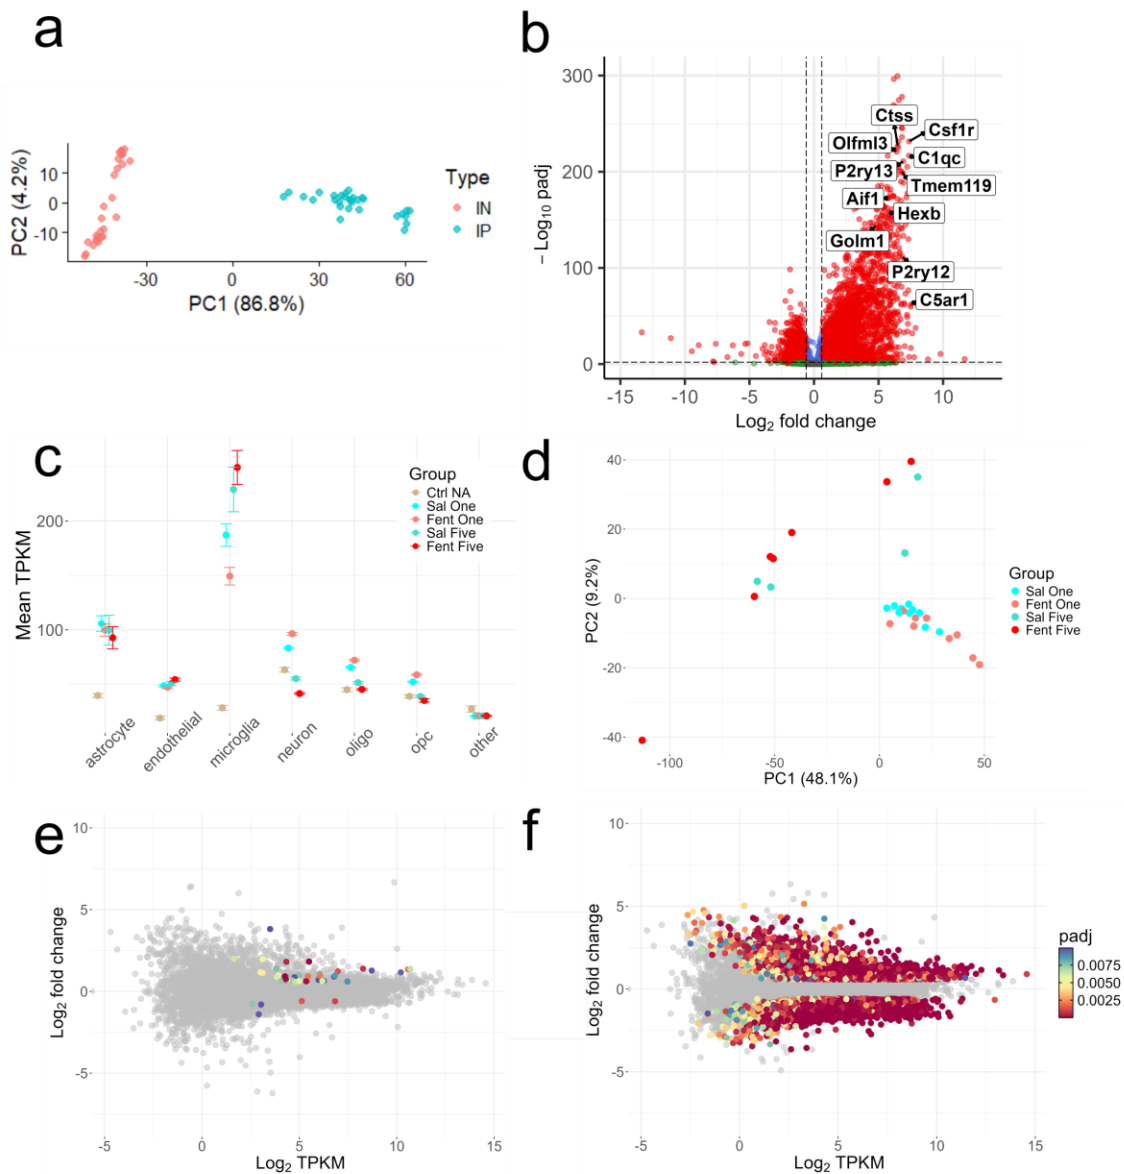 a
PC2 (4.2%)
10
0
-10
-30
0
30
60
PC1 (86.8%)
Type
IN
IP
b
− Log10 padj
300
200
100
0
Ctss
Csf1r
Olfml3
C1qc
P2ry13
Tmem119
Aif1
Hexb
Golm1
P2ry12
C5ar1
-15
-10
-5
0
5
10
Log2 fold change
c
Mean TPKM
200
100
Group
Ctrl NA
Sal One
Fent One
Sal Five
Fent Five
astrocyte
endothelial
microglia
neuron
oligo
opc
other
d
PC2 (9.2%)
40
20
0
-20
-40
-100
-50
0
50
PC1 (48.1%)
Group
Sal One
Fent One
Sal Five
Fent Five
e
Log2 fold change
10
5
0
-5
-5
0
5
10
15
Log2 TPKM
f
Log2 fold change
10
5
0
-5
-5
0
5
10
15
Log2 TPKM
padj
0.0075
0.0050
0.0025